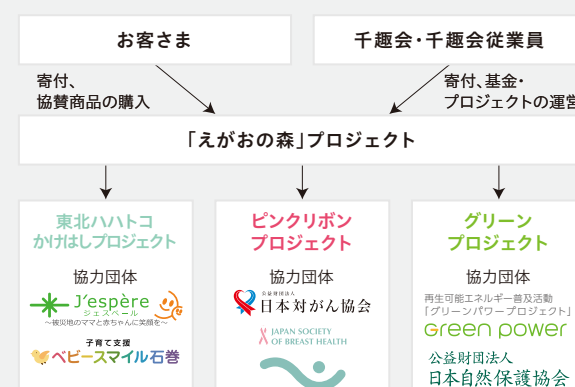 お客さま
千趣会・千趣会従業員
寄付、
協賛商品の購入
寄付、基金・
プロジェクトの運営
「えがおの森」プロジェクト
東北ハハトコ
かけはしプロジェクト
協力団体
J'espère
ジェスペール
～被災地のママと赤ちゃんに笑顔を～
子育て支援
ベビースマイル石巻
ピンクリボン
プロジェクト
協力団体
公益財団法人
日本対がん協会
JAPAN SOCIETY
OF BREAST HEALTH
グリーン
プロジェクト
協力団体
再生可能エネルギー普及活動
「グリーンパワープロジェクト」
Green power
公益財団法人
日本自然保護協会